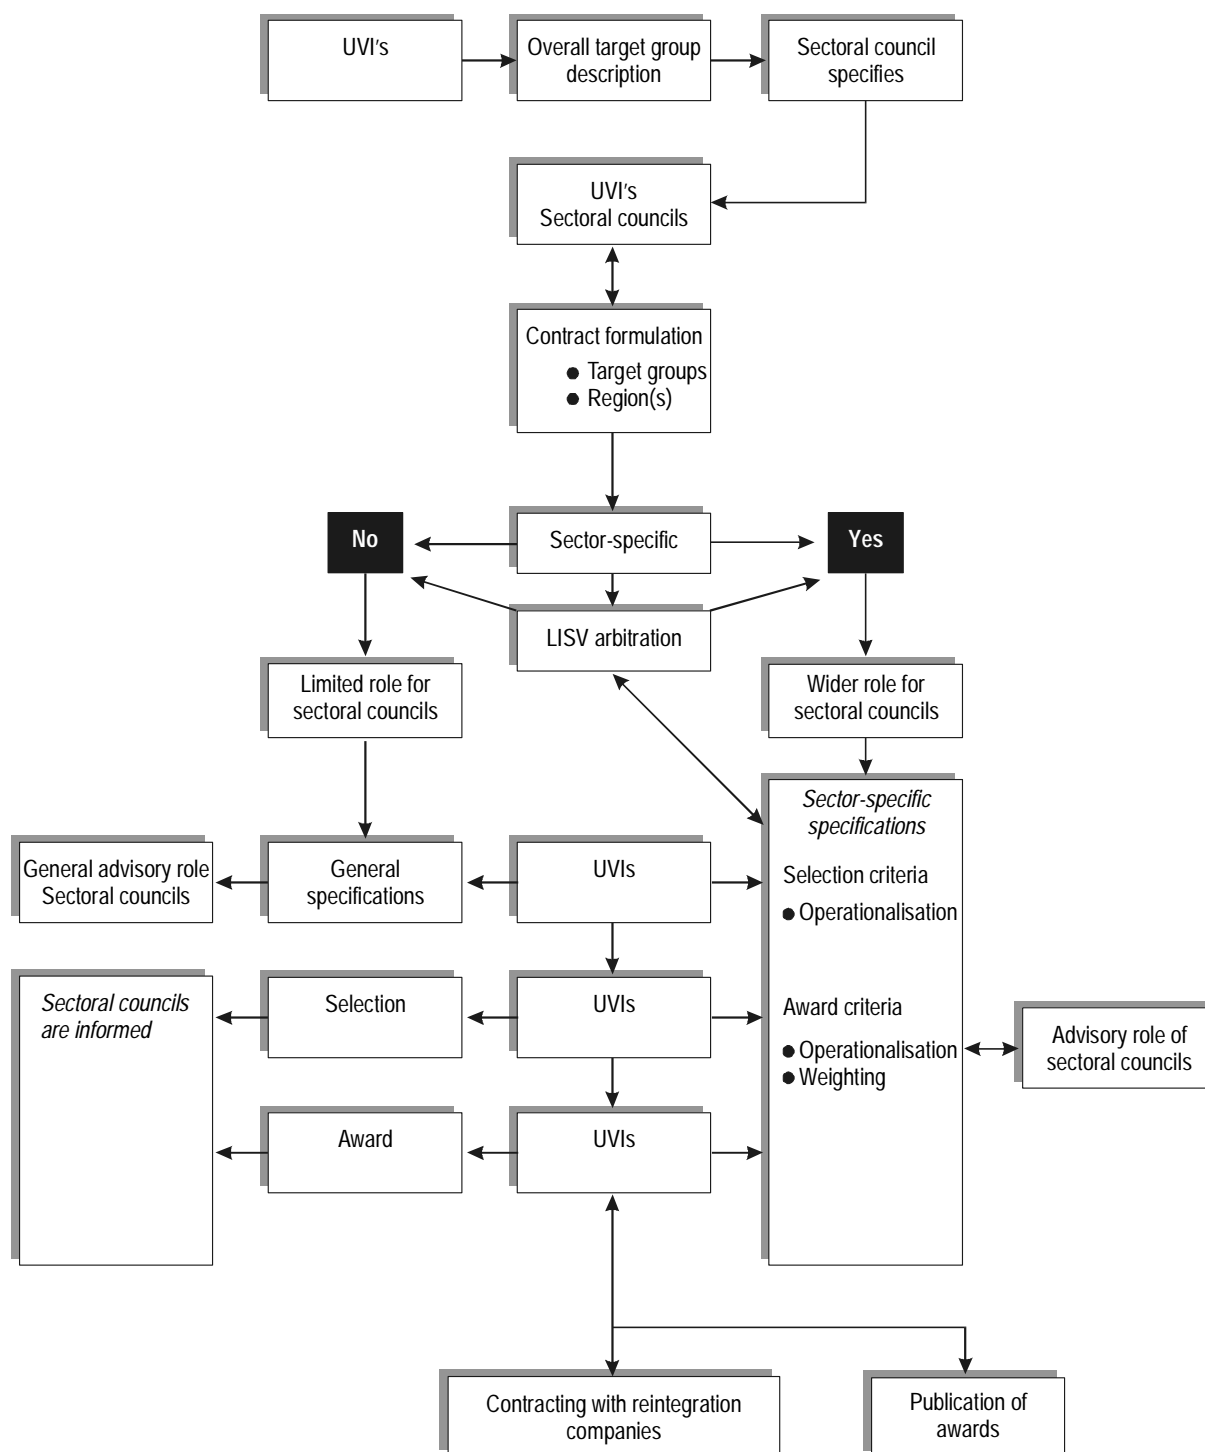 UVI's
Overall target group
description
Sectoral council
specifies
UVI's
Sectoral councils
Contract formulation
● Target groups
● Region(s)
No
Sector-specific
Yes
LISV arbitration
Limited role for
sectoral councils
Wider role for
sectoral councils
Sector-specific
specifications
General advisory role
Sectoral councils
General
specifications
UVIs
Selection criteria
● Operationalisation
Sectoral councils
are informed
Selection
UVIs
Award criteria
● Operationalisation
● Weighting
Advisory role of
sectoral councils
Award
UVIs
Contracting with reintegration
companies
Publication of
awards